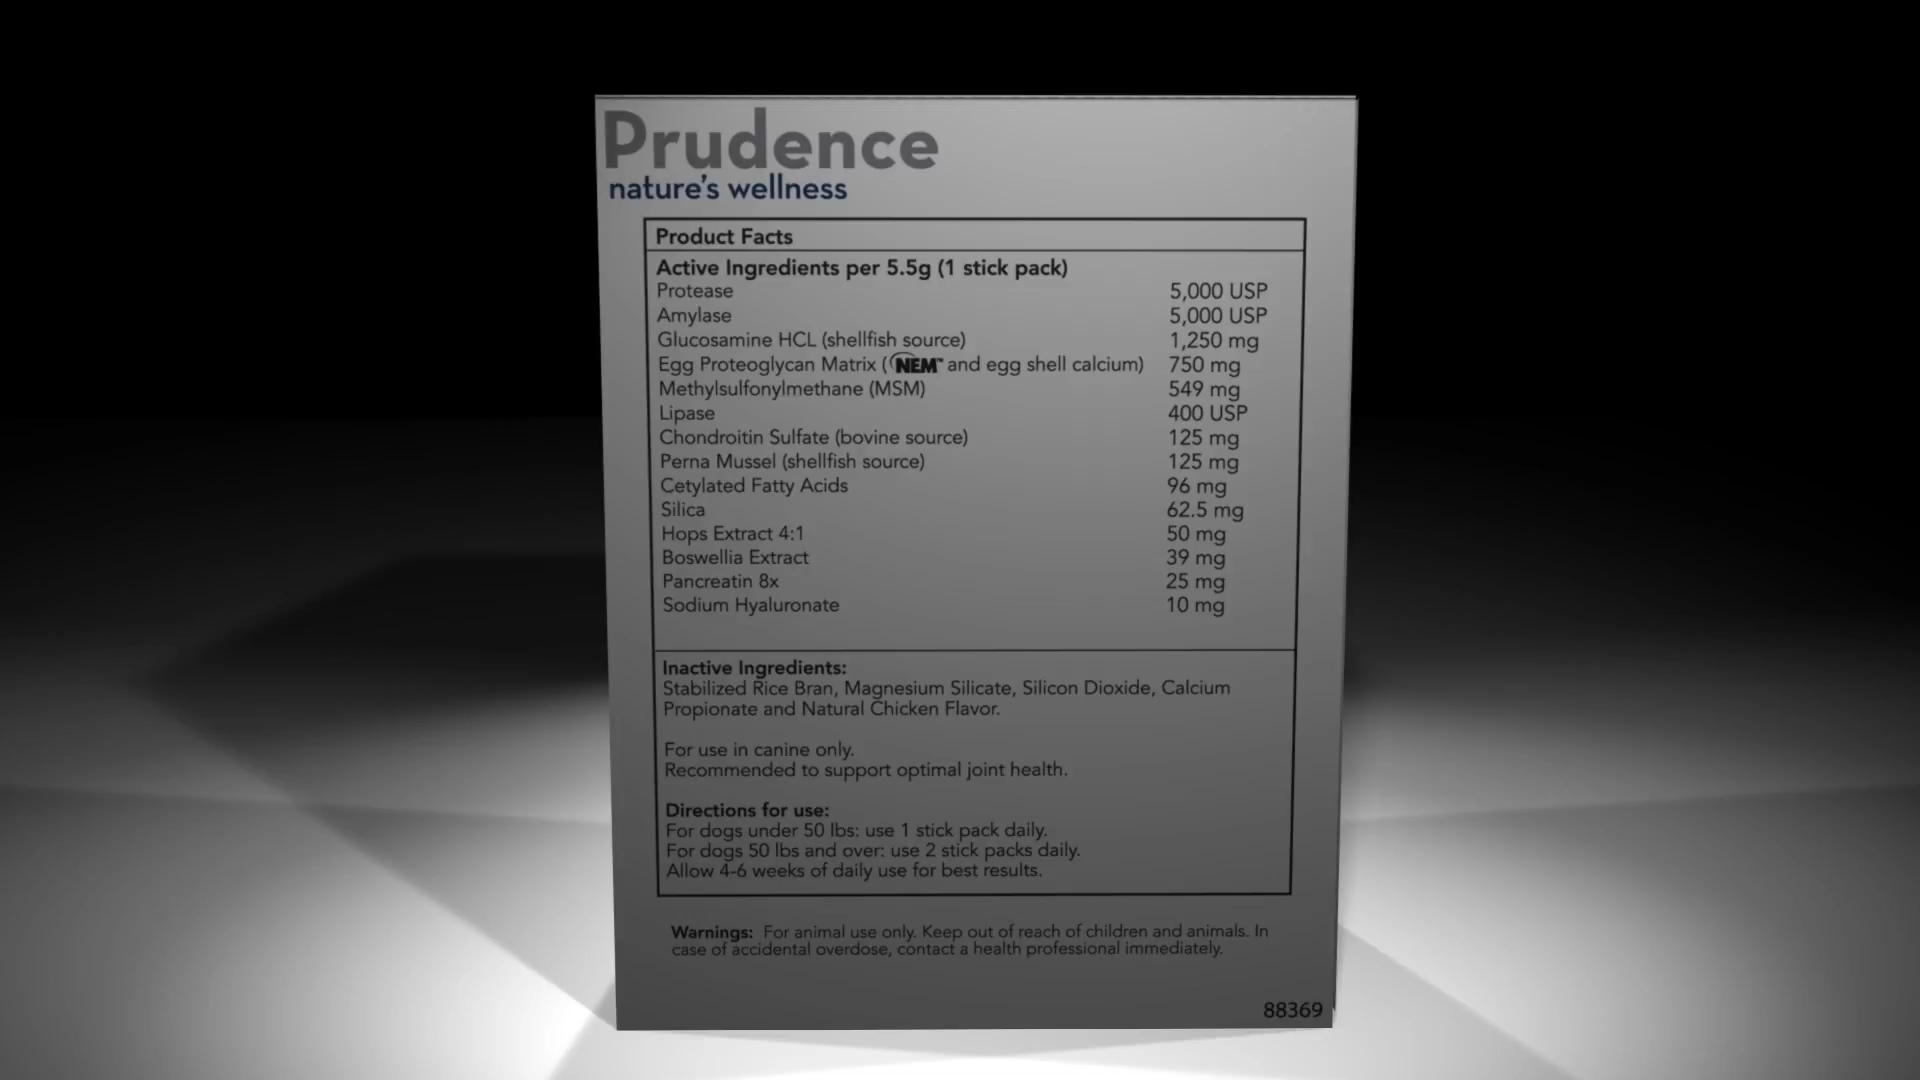 Prudence
nature's wellness
Product Facts
Active Ingredients per 5.5g (1 stick pack)
Protease 5,000 USP
Amylase 5,000 USP
Glucosamine HCL (shellfish source) 1,250 mg
Egg Proteoglycan Matrix (NEM™ and egg shell calcium) 750 mg
Methylsulfonylmethane (MSM) 549 mg
Lipase 400 USP
Chondroitin Sulfate (bovine source) 125 mg
Perna Mussel (shellfish source) 125 mg
Cetylated Fatty Acids 96 mg
Silica 62.5 mg
Hops Extract 4:1 50 mg
Boswellia Extract 39 mg
Pancreatin 8x 25 mg
Sodium Hyaluronate 10 mg
Inactive Ingredients:
Stabilized Rice Bran, Magnesium Silicate, Silicon Dioxide, Calcium
Propionate and Natural Chicken Flavor.
For use in canine only.
Recommended to support optimal joint health.
Directions for use:
For dogs under 50 lbs: use 1 stick pack daily.
For dogs 50 lbs and over: use 2 stick packs daily.
Allow 4-6 weeks of daily use for best results.
Warnings: For animal use only. Keep out of reach of children and animals. In
case of accidental overdose, contact a health professional immediately.
88369